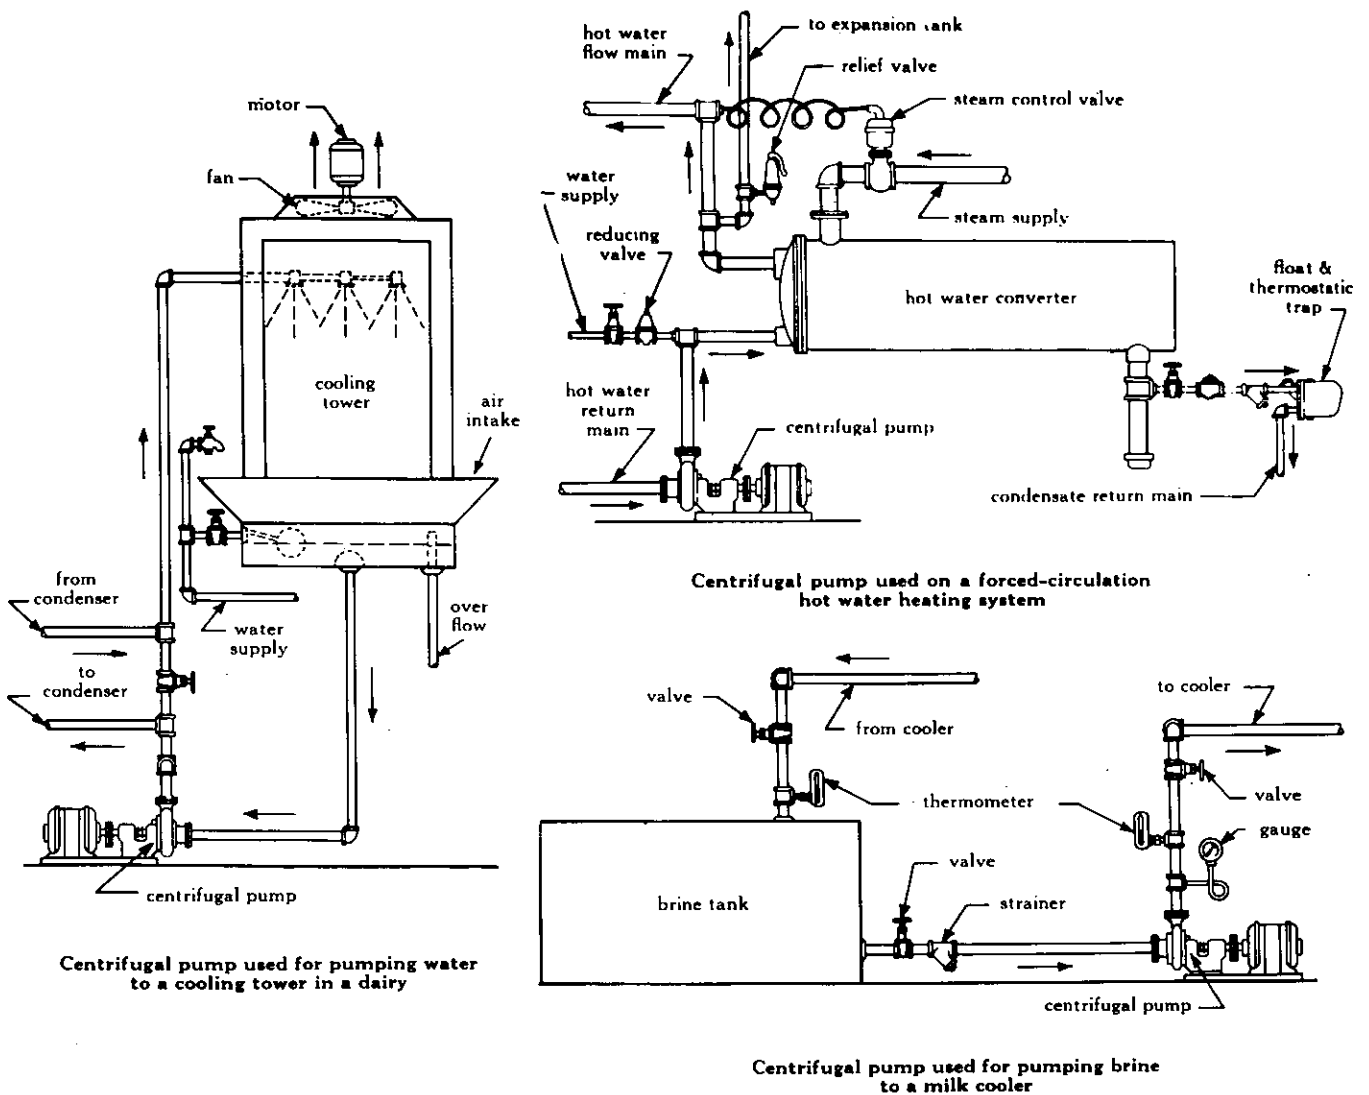 motor
fan
cooling
tower
air
intake
from
condenser
water
supply
over
flow
to
condenser
centrifugal pump
Centrifugal pump used for pumping water
to a cooling tower in a dairy
hot water
flow main
to expansion tank
relief valve
steam control valve
water
supply
reducing
valve
steam supply
hot water converter
float &
thermostatic
trap
hot water
return
main
centrifugal pump
condensate return main
Centrifugal pump used on a forced-circulation
hot water heating system
valve
from cooler
to cooler
thermometer
valve
gauge
valve
strainer
brine tank
centrifugal pump
Centrifugal pump used for pumping brine
to a milk cooler